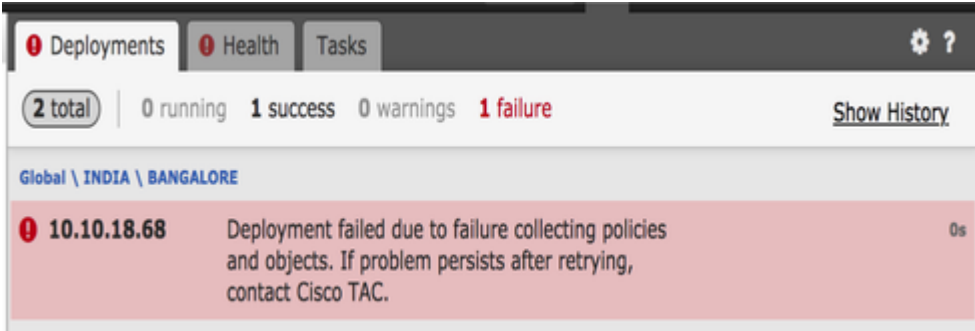 Deployments Health Tasks ?
2 total 0 running 1 success 0 warnings 1 failure Show History
Global \ INDIA \ BANGALORE
10.10.18.68 Deployment failed due to failure collecting policies 0s
and objects. If problem persists after retrying,
contact Cisco TAC.